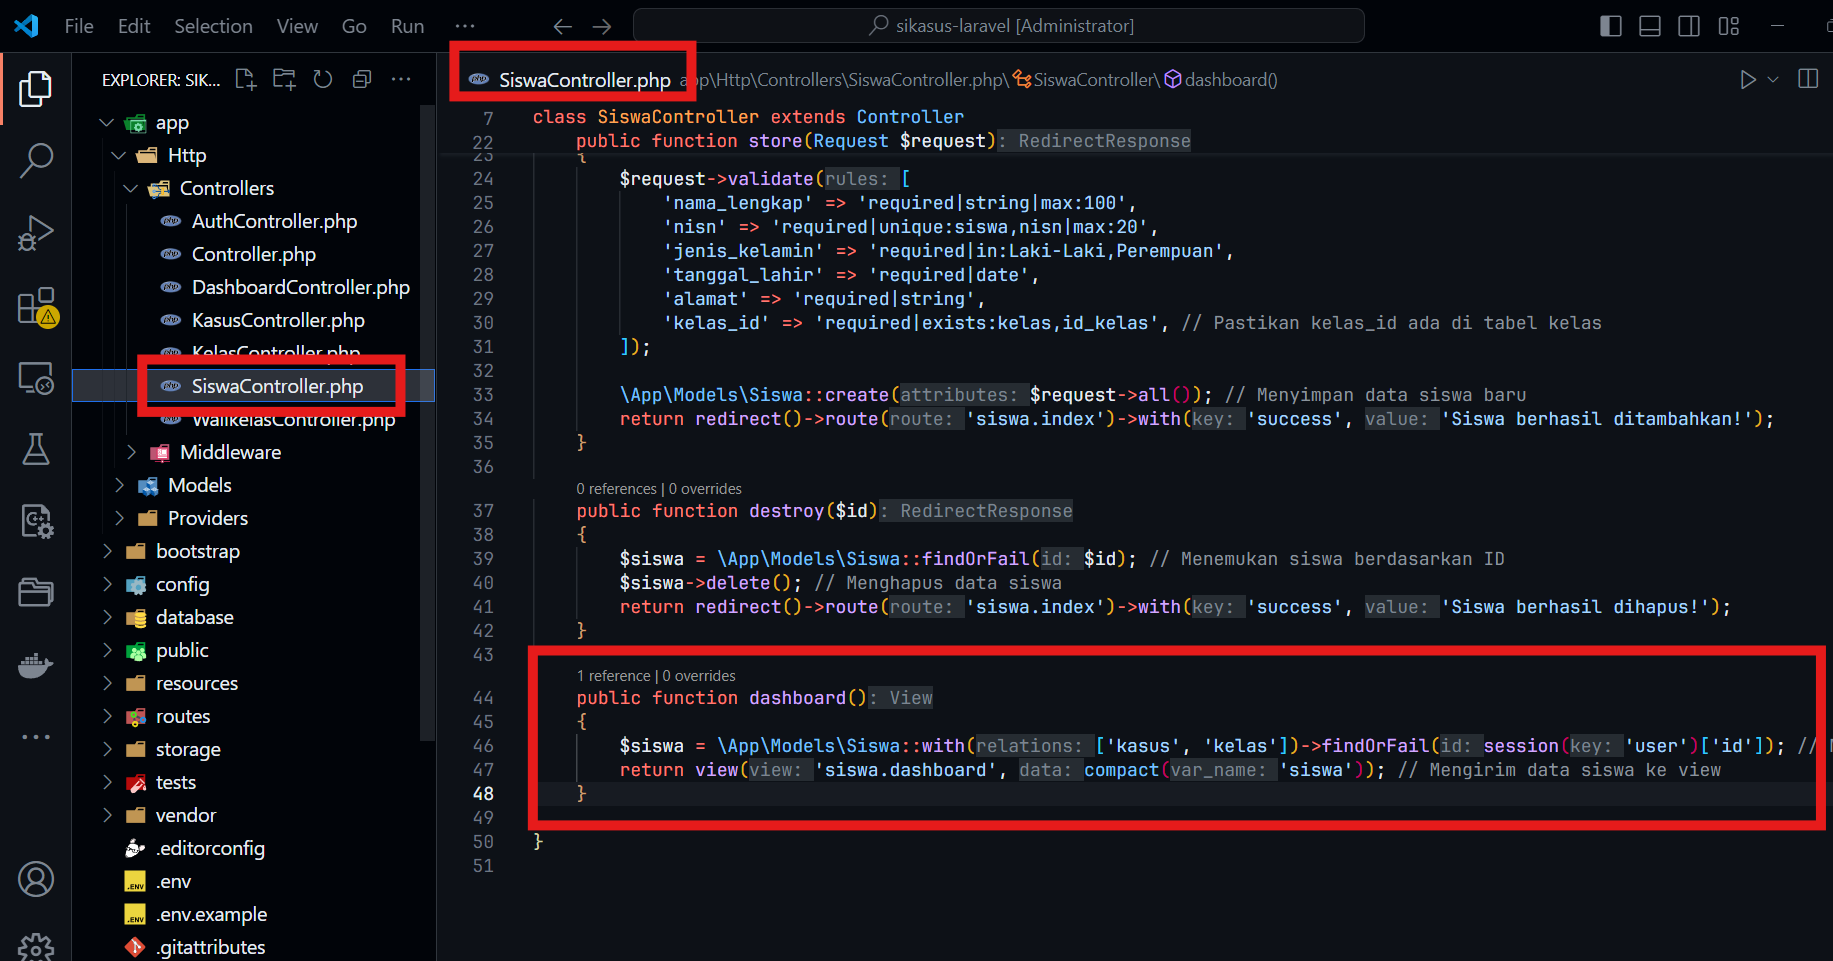 File Edit Selection View Go Run ···
sikasus-laravel [Administrator]
EXPLORER: SIK...
app
Http
Controllers
AuthController.php
Controller.php
DashboardController.php
KasusController.php
KelasController.php
SiswaController.php
WalikelasController.php
Middleware
Models
Providers
bootstrap
config
database
public
resources
routes
storage
tests
vendor
.editorconfig
.env
.env.example
.gitattributes
SiswaController.php app\Http\Controllers\SiswaController.php\SiswaController\dashboard()
7 class SiswaController extends Controller
22 public function store(Request $request): RedirectResponse
23 {
24 $request->validate(rules: [
25 'nama_lengkap' => 'required|string|max:100',
26 'nisn' => 'required|unique:siswa,nisn|max:20',
27 'jenis_kelamin' => 'required|in:Laki-Laki,Perempuan',
28 'tanggal_lahir' => 'required|date',
29 'alamat' => 'required|string',
30 'kelas_id' => 'required|exists:kelas,id_kelas', // Pastikan kelas_id ada di tabel kelas
31 ]);
32
33 \App\Models\Siswa::create(attributes: $request->all()); // Menyimpan data siswa baru
34 return redirect()->route(route: 'siswa.index')->with(key: 'success', value: 'Siswa berhasil ditambahkan!');
35 }
36
0 references | 0 overrides
37 public function destroy($id): RedirectResponse
38 {
39 $siswa = \App\Models\Siswa::findOrFail(id: $id); // Menemukan siswa berdasarkan ID
40 $siswa->delete(); // Menghapus data siswa
41 return redirect()->route(route: 'siswa.index')->with(key: 'success', value: 'Siswa berhasil dihapus!');
42 }
43
1 reference | 0 overrides
44 public function dashboard(): View
45 {
46 $siswa = \App\Models\Siswa::with(relations: ['kasus', 'kelas'])->findOrFail(id: session(key: 'user')['id']); //
47 return view(view: 'siswa.dashboard', data: compact(var_name: 'siswa')); // Mengirim data siswa ke view
48 }
49
50 }
51